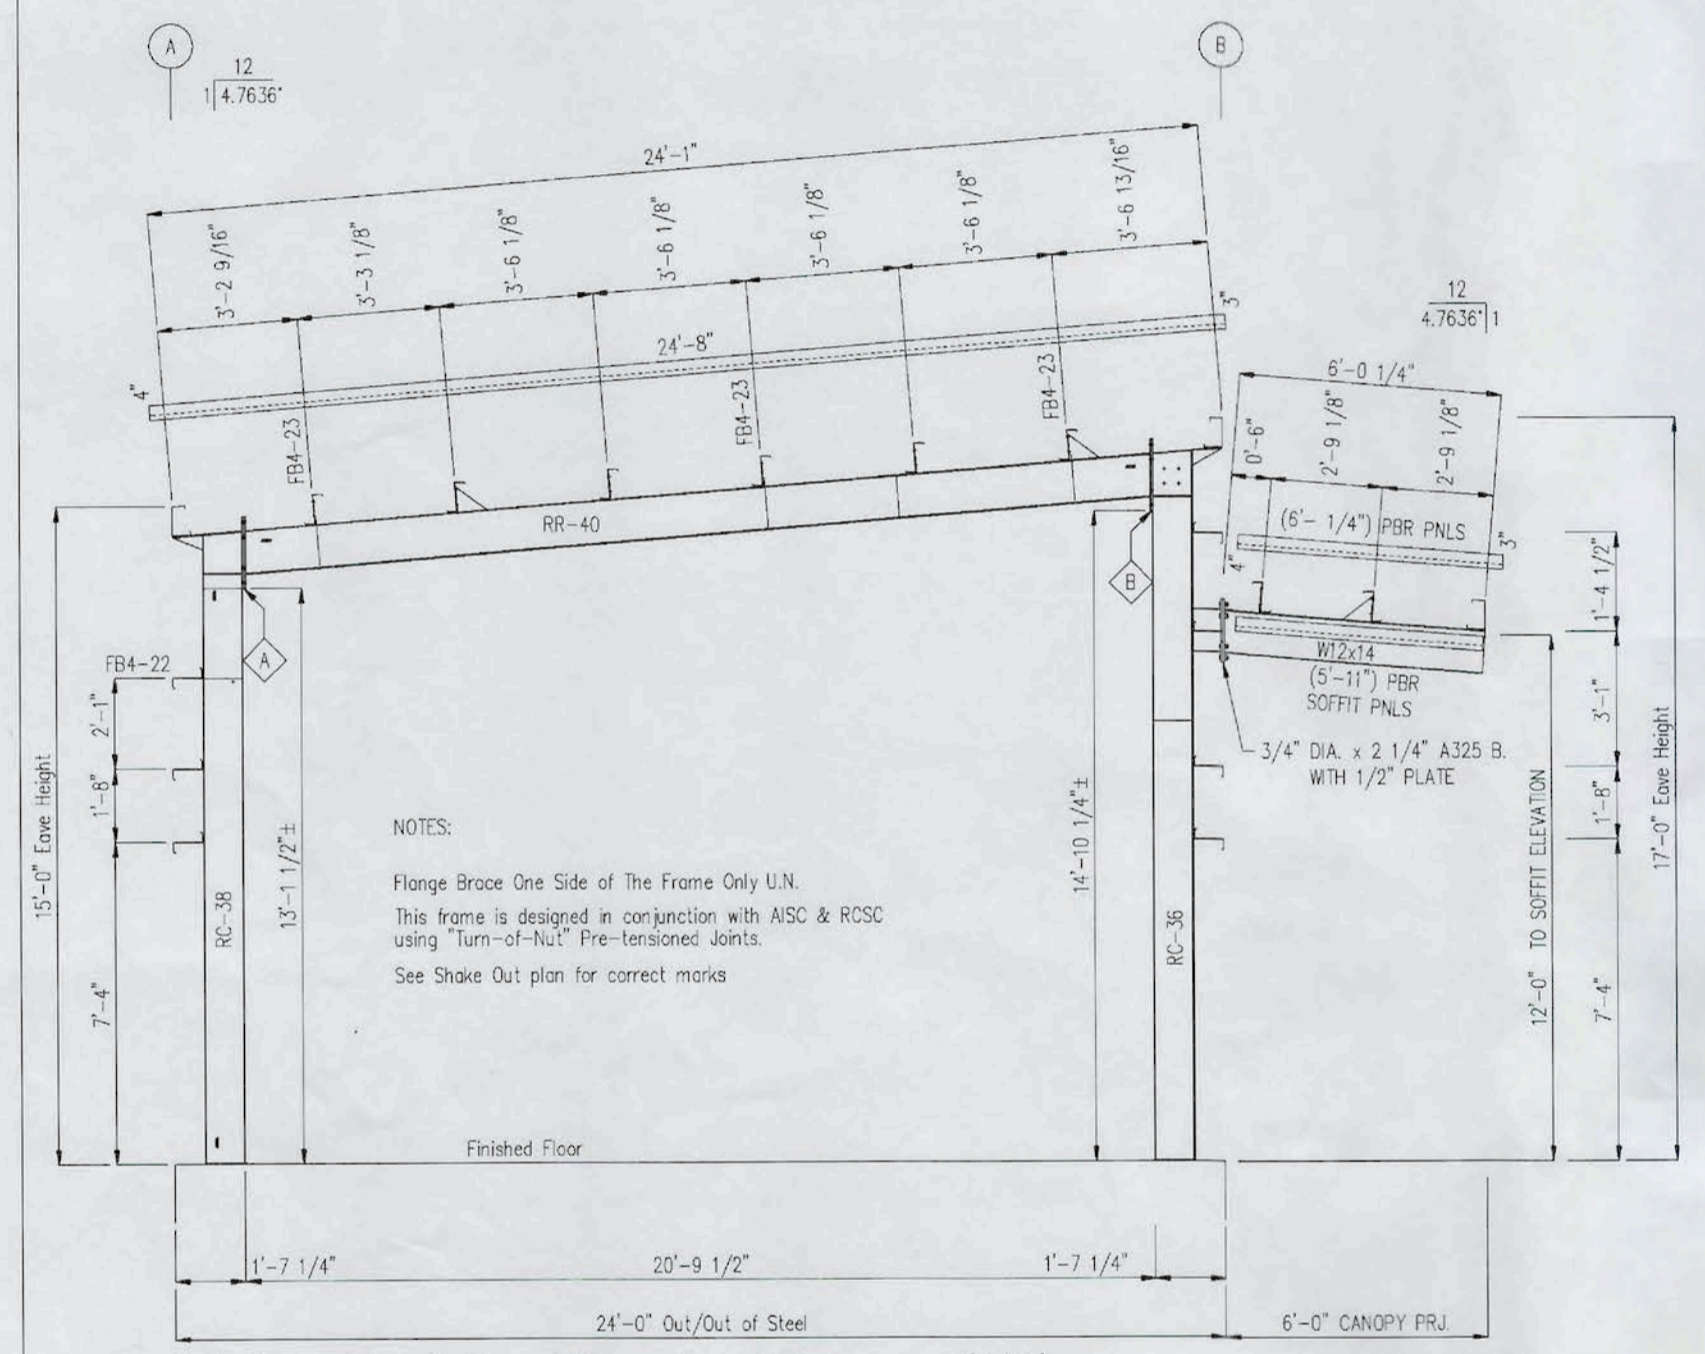 A
B
12
1 4.7636°
24'-1"
3'-2 9/16"
3'-3 1/8"
3'-6 1/8"
3'-6 1/8"
3'-6 1/8"
3'-6 1/8"
3'-6 13/16"
4"
24'-8"
3"
12
4.7636° 1
6'-0 1/4"
0'-6"
2'-9 1/8"
2'-9 1/8"
FB4-23
FB4-23
FB4-23
RR-40
(6'- 1/4") PBR PNLS
4"
3"
W12x14
(5'-11") PBR
SOFFIT PNLS
3/4" DIA. x 2 1/4" A325 B.
WITH 1/2" PLATE
A
B
FB4-22
2'-1"
1'-8"
7'-4"
15'-0" Eave Height
RC-38
13'-1 1/2"±
14'-10 1/4"±
RC-36
12'-0" TO SOFFIT ELEVATION
1'-4 1/2"
3'-1"
1'-8"
7'-4"
17'-0" Eave Height
NOTES:
Flange Brace One Side of The Frame Only U.N.
This frame is designed in conjunction with AISC & RCSC
using "Turn-of-Nut" Pre-tensioned Joints.
See Shake Out plan for correct marks
Finished Floor
1'-7 1/4"
20'-9 1/2"
1'-7 1/4"
24'-0" Out/Out of Steel
6'-0" CANOPY PRJ.